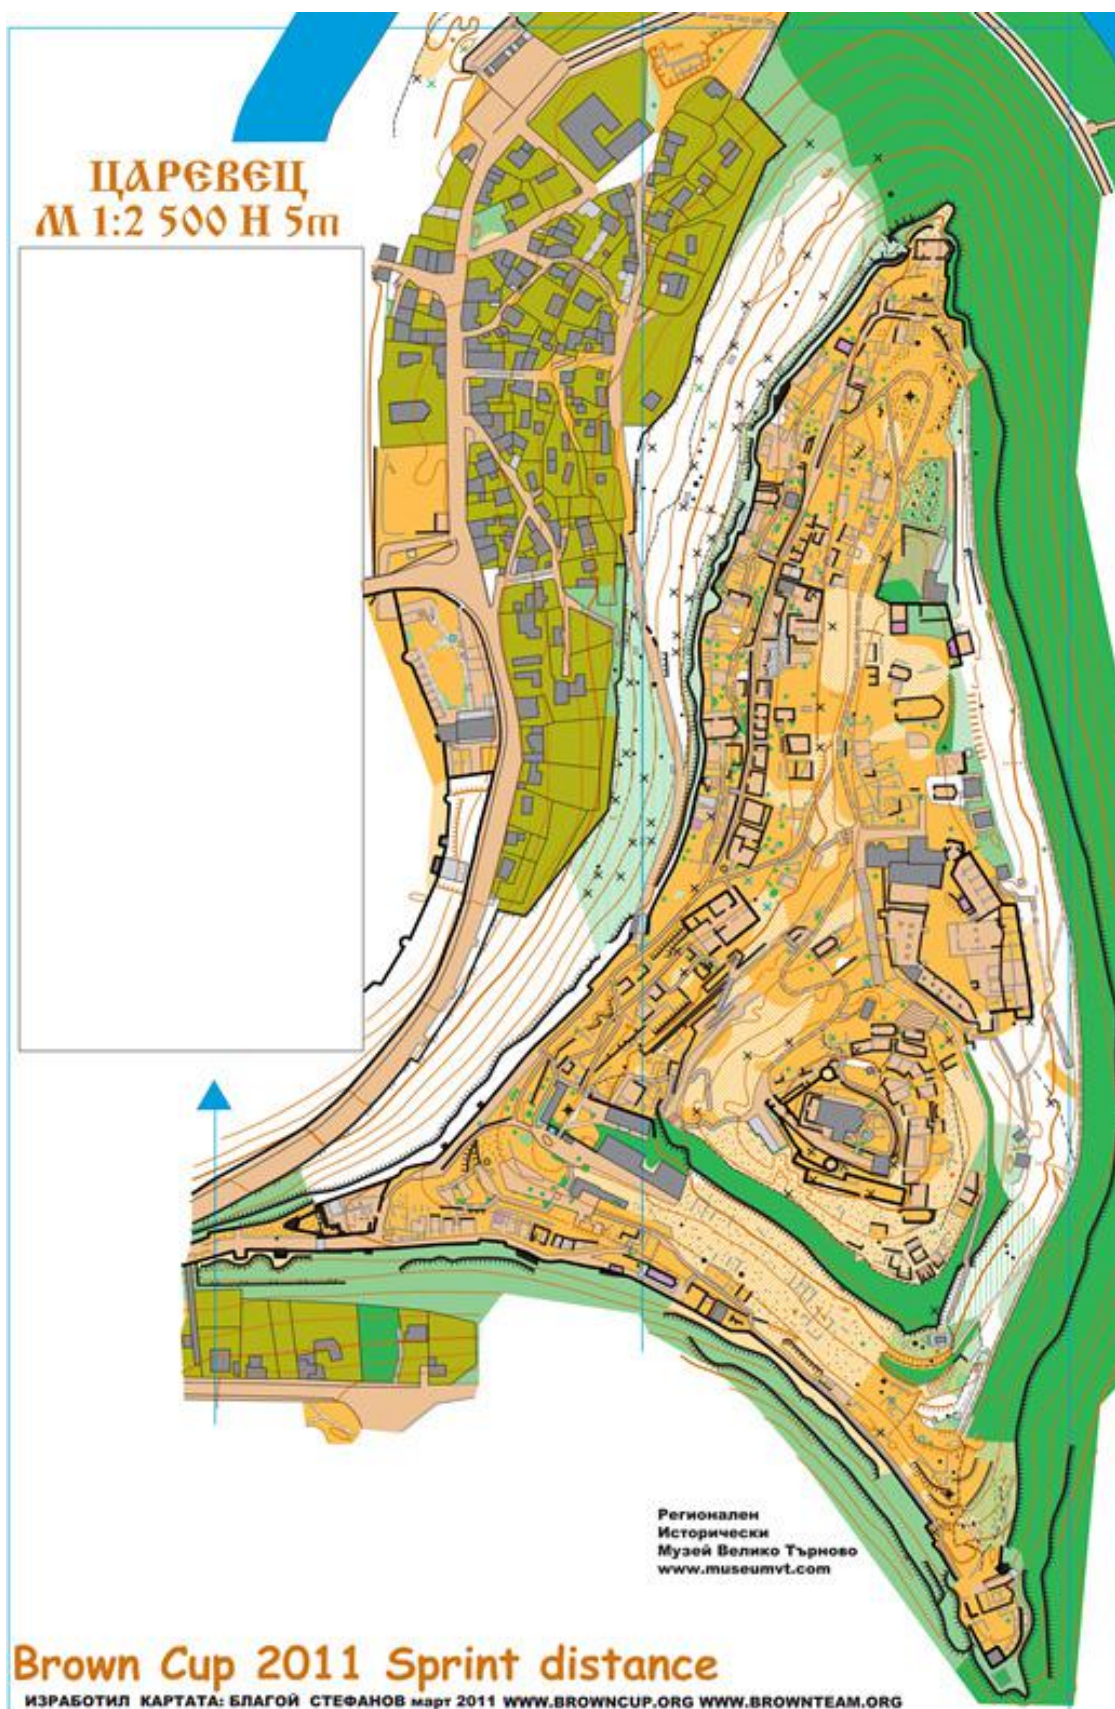 ЦАРЕВЕЦ
М 1:2 500 Н 5m
Регионален
Исторически
Музей Велико Търново
www.museumvt.com
Brown Cup 2011 Sprint distance
ИЗРАБОТИЛ КАРТАТА: БЛАГОЙ СТЕФАНОВ март 2011 WWW.BROWNCUP.ORG WWW.BROWNTEAM.ORG